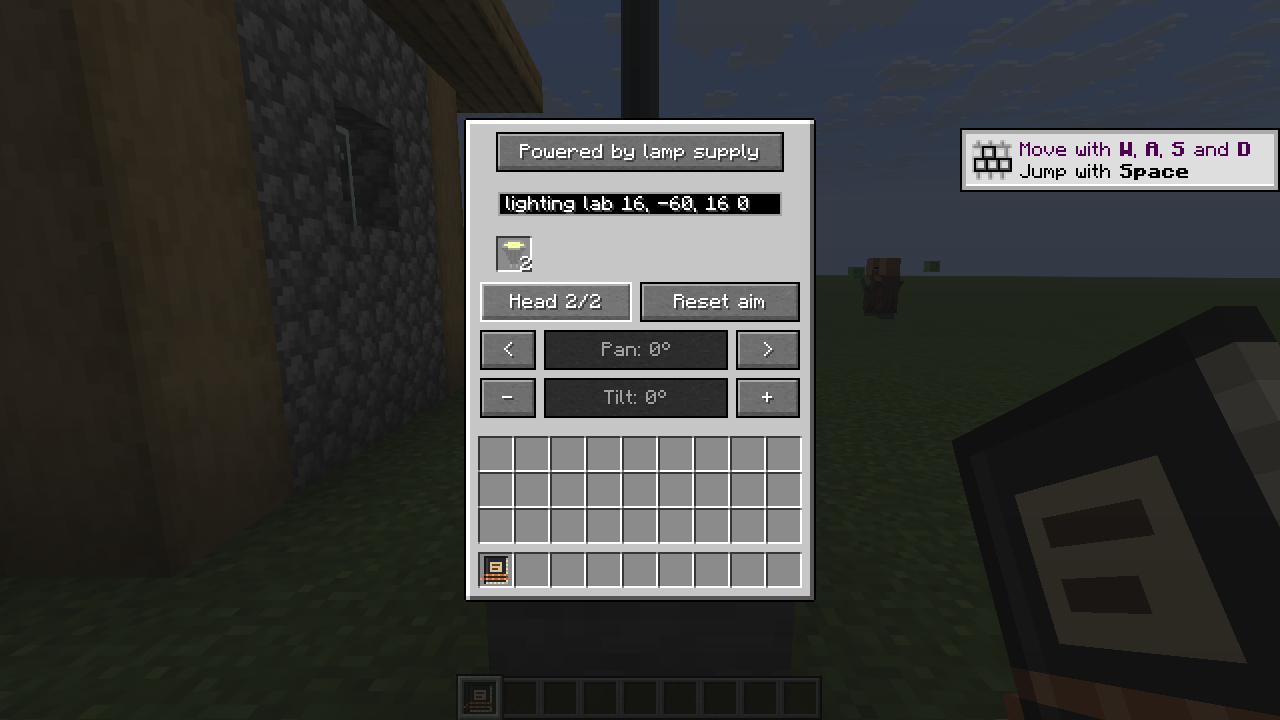 Powered by lamp supply
lighting lab 16, -60, 16 0
2
Head 2/2
Reset aim
<
Pan: 0°
>
-
Tilt: 0°
+
Move with W, A, S and D
Jump with Space